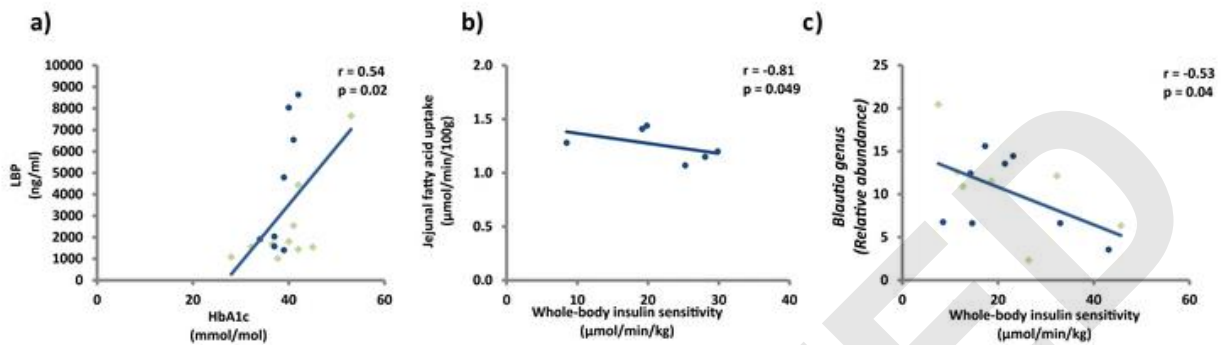 a)
r = 0.54
p = 0.02
10000
9000
8000
7000
6000
5000
4000
3000
2000
1000
0
LBP
(ng/ml)
0 20 40 60
HbA1c
(mmol/mol)
b)
r = -0.81
p = 0.049
2.0
1.5
1.0
0.5
0.0
Jejunal fatty acid uptake
(µmol/min/100g)
0 10 20 30 40
Whole-body insulin sensitivity
(µmol/min/kg)
c)
r = -0.53
p = 0.04
25
20
15
10
5
0
Blautia genus
(Relative abundance)
0 20 40 60
Whole-body insulin sensitivity
(µmol/min/kg)